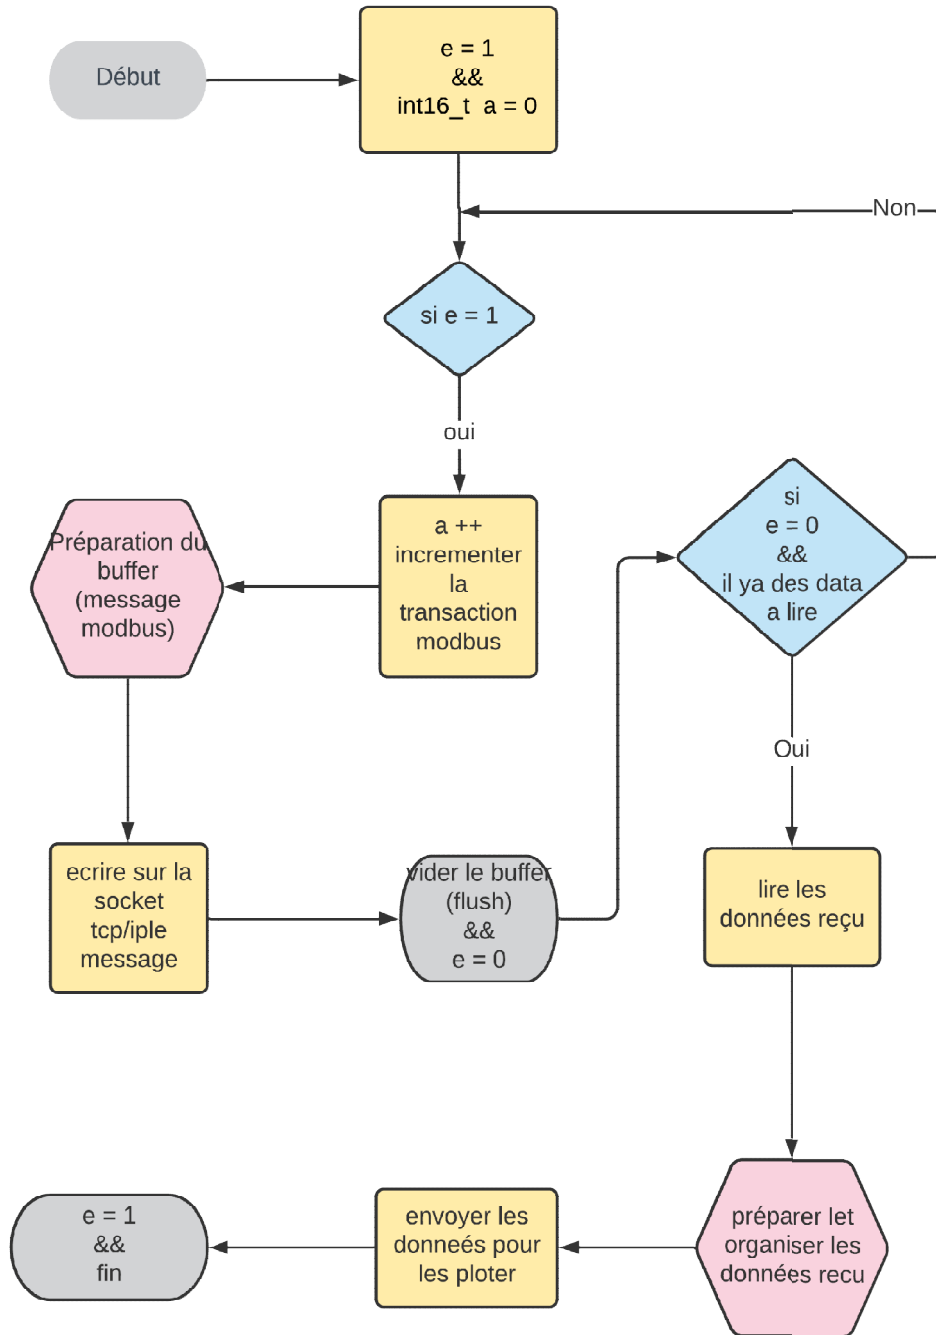 Début
e = 1
&&
int16_t a = 0
Non
si e = 1
oui
a ++
incrementer
la
transaction
modbus
Préparation du
buffer
(message
modbus)
ecrire sur la
socket
tcp/iple
message
vider le buffer
(flush)
&&
e = 0
si
e = 0
&&
il ya des data
a lire
Oui
lire les
données reçu
préparer let
organiser les
données recu
envoyer les
donneés pour
les ploter
e = 1
&&
fin